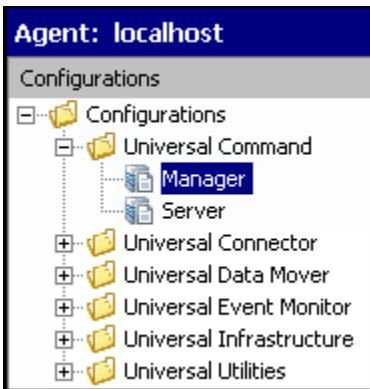 Agent: localhost
Configurations
Configurations
Universal Command
Manager
Server
Universal Connector
Universal Data Mover
Universal Event Monitor
Universal Infrastructure
Universal Utilities